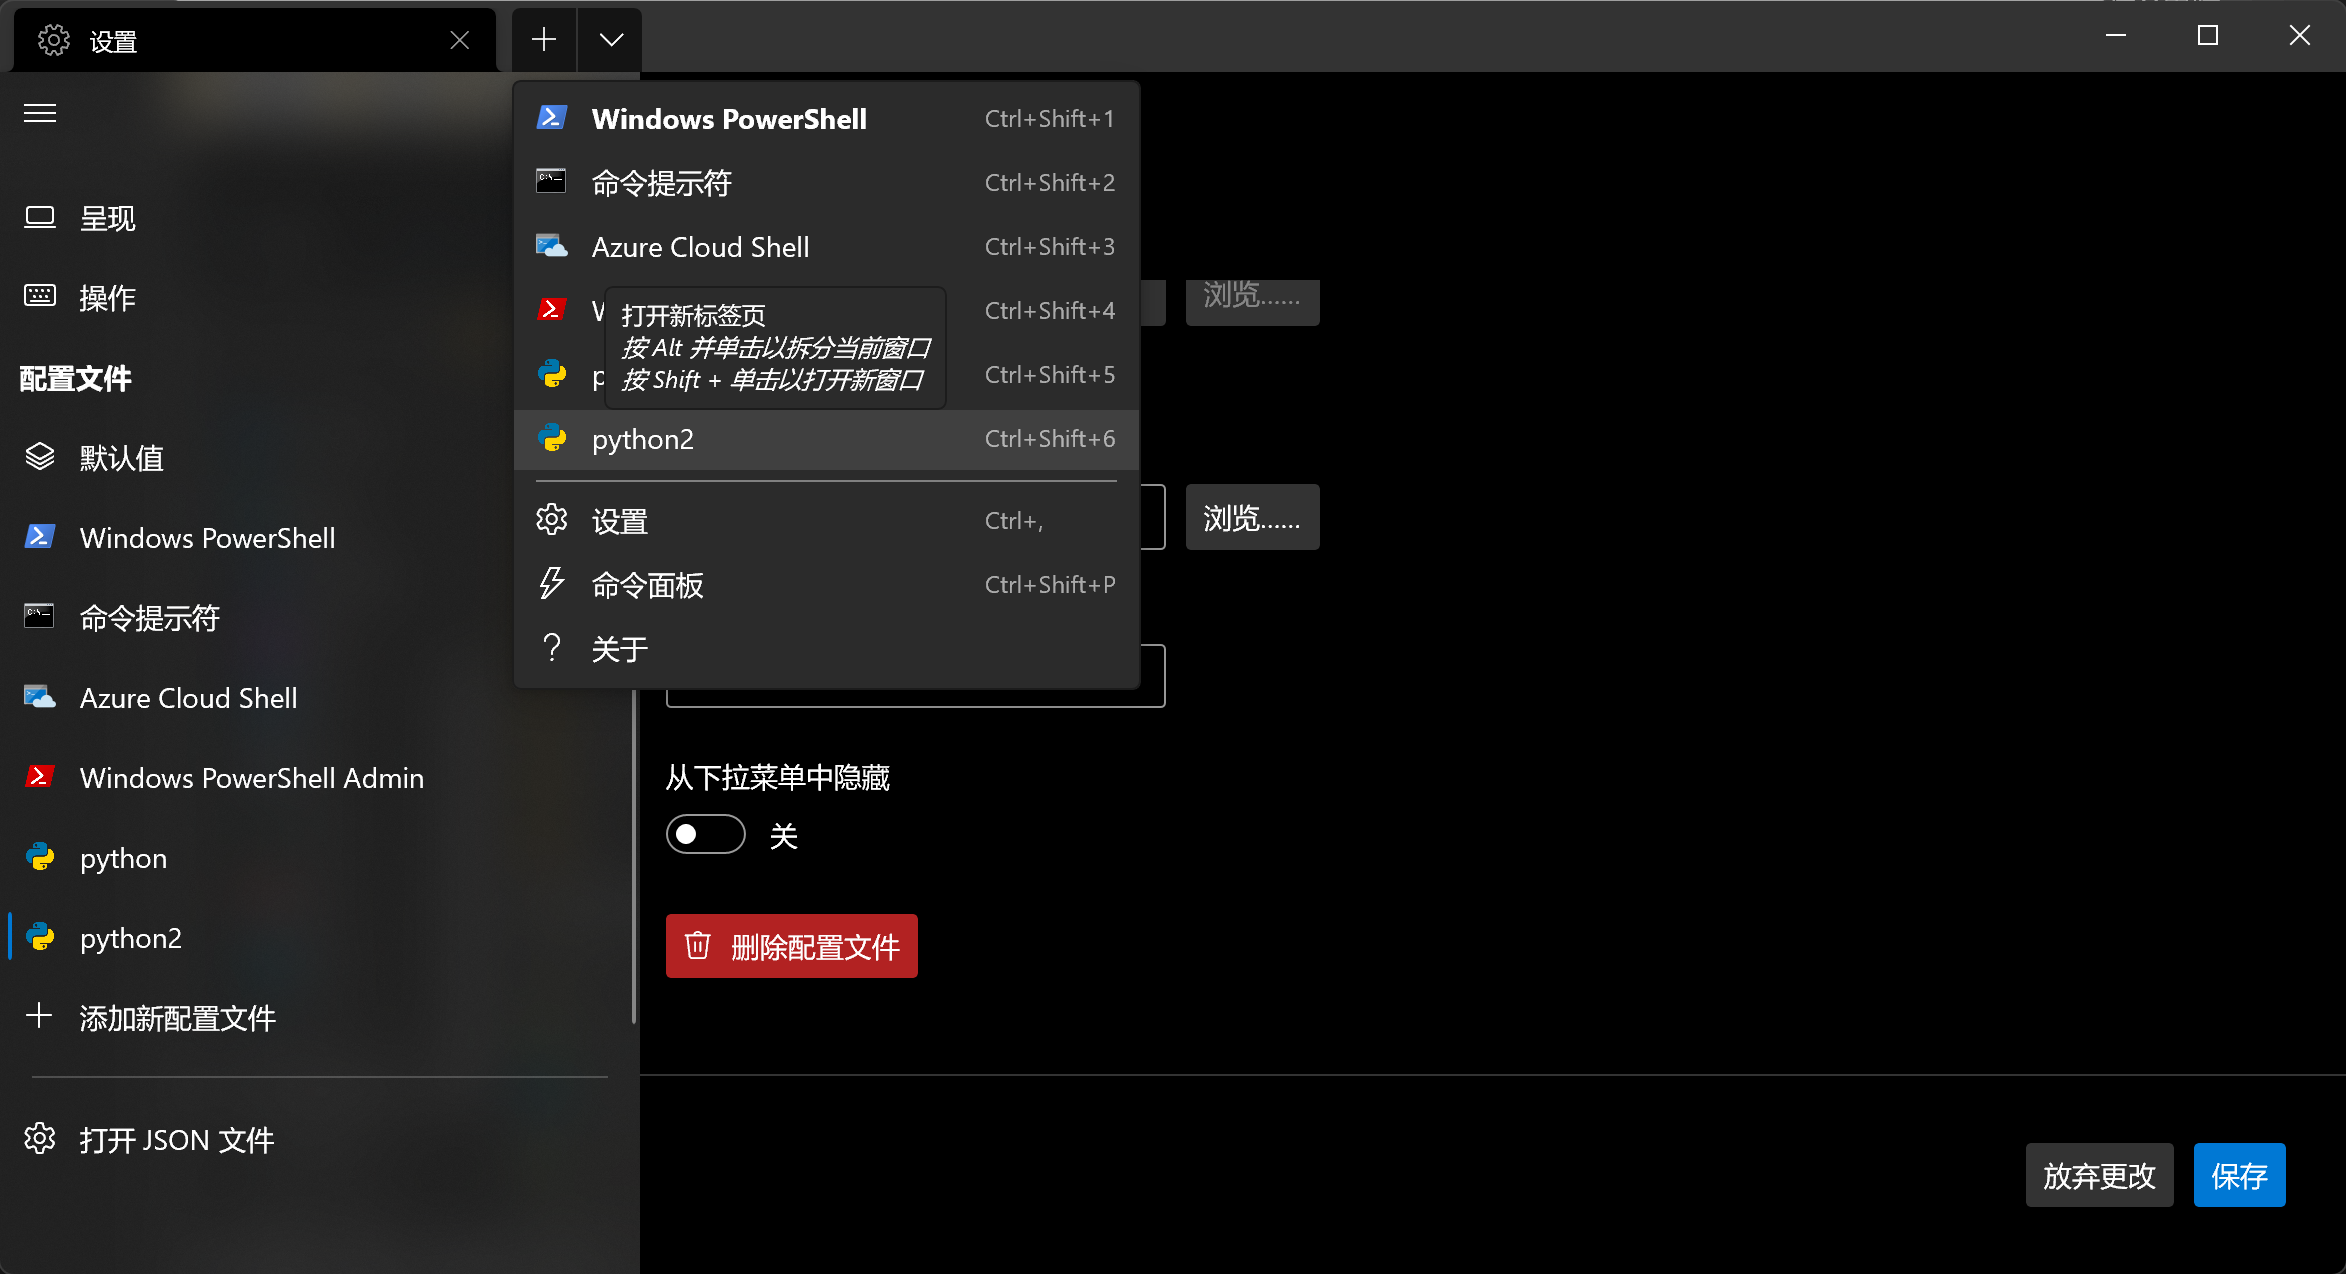 设置
呈现
操作
配置文件
默认值
Windows PowerShell
命令提示符
Azure Cloud Shell
Windows PowerShell Admin
python
python2
添加新配置文件
打开 JSON 文件
Windows PowerShell Ctrl+Shift+1
命令提示符 Ctrl+Shift+2
Azure Cloud Shell Ctrl+Shift+3
Ctrl+Shift+4
Ctrl+Shift+5
打开新标签页
按 Alt 并单击以拆分当前窗口
按 Shift + 单击以打开新窗口
python2 Ctrl+Shift+6
设置 Ctrl+,
命令面板 Ctrl+Shift+P
关于
浏览......
浏览......
从下拉菜单中隐藏
关
删除配置文件
放弃更改
保存